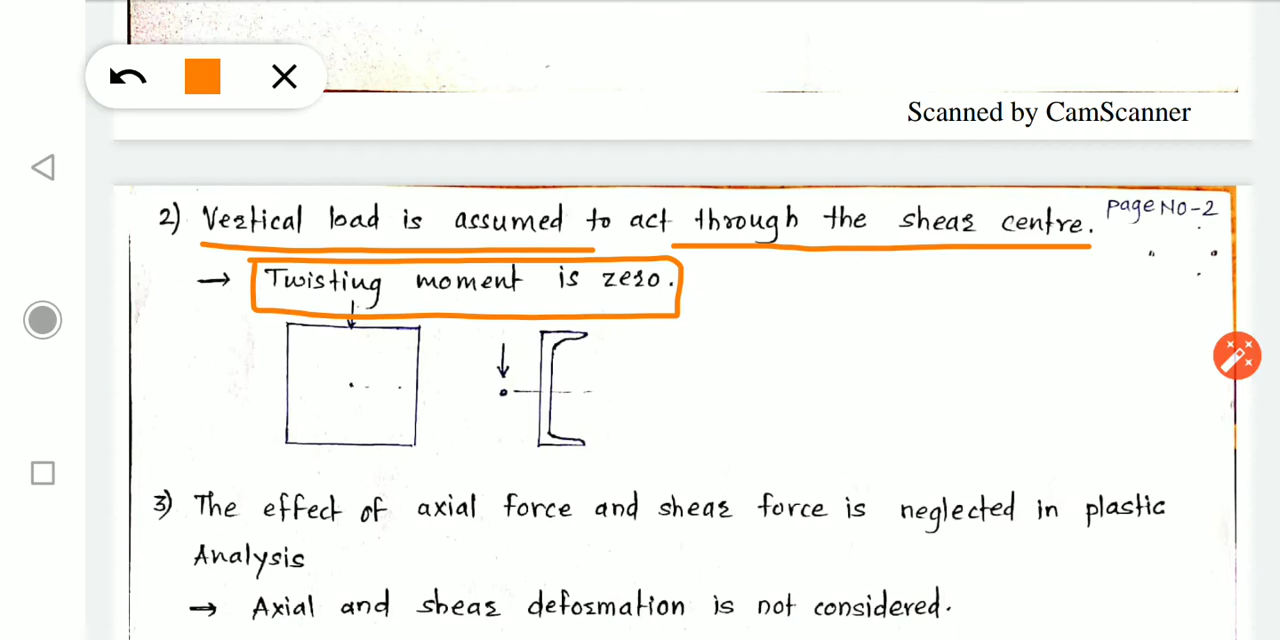 Scanned by CamScanner
Page No-2
2) Vertical load is assumed to act through the shear centre.
→ Twisting moment is zero.
3) The effect of axial force and shear force is neglected in plastic
Analysis
→ Axial and shear deformation is not considered.